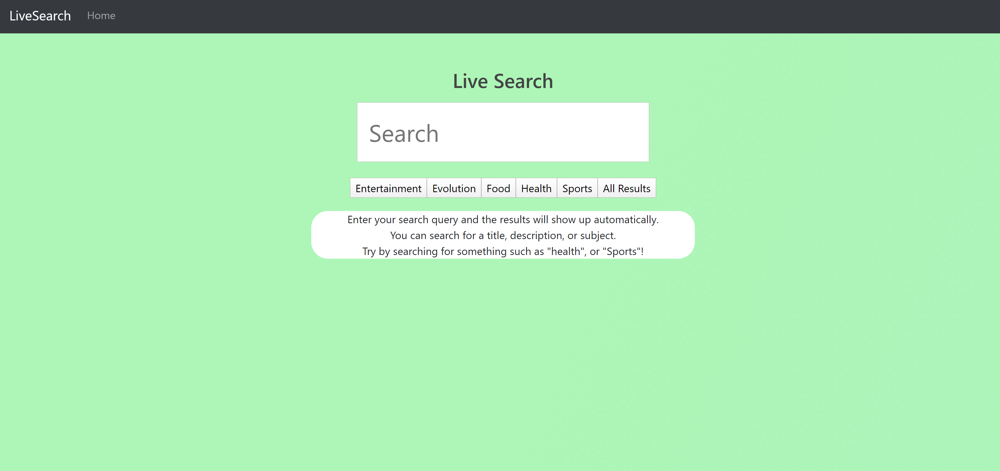 LiveSearch Home
Live Search
Search
Entertainment Evolution Food Health Sports All Results
Enter your search query and the results will show up automatically.
You can search for a title, description, or subject.
Try by searching for something such as "health", or "Sports"!